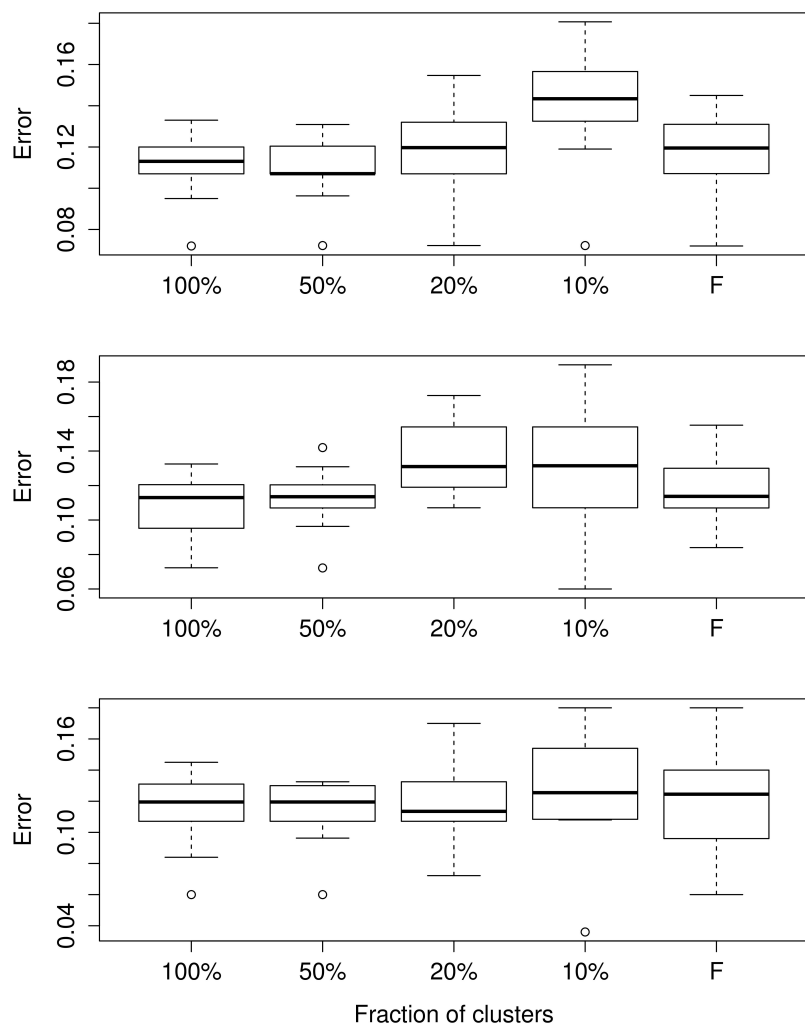 Error
0.16
0.12
0.08
100% 50% 20% 10% F
Error
0.18
0.14
0.10
0.06
100% 50% 20% 10% F
Error
0.16
0.10
0.04
100% 50% 20% 10% F
Fraction of clusters